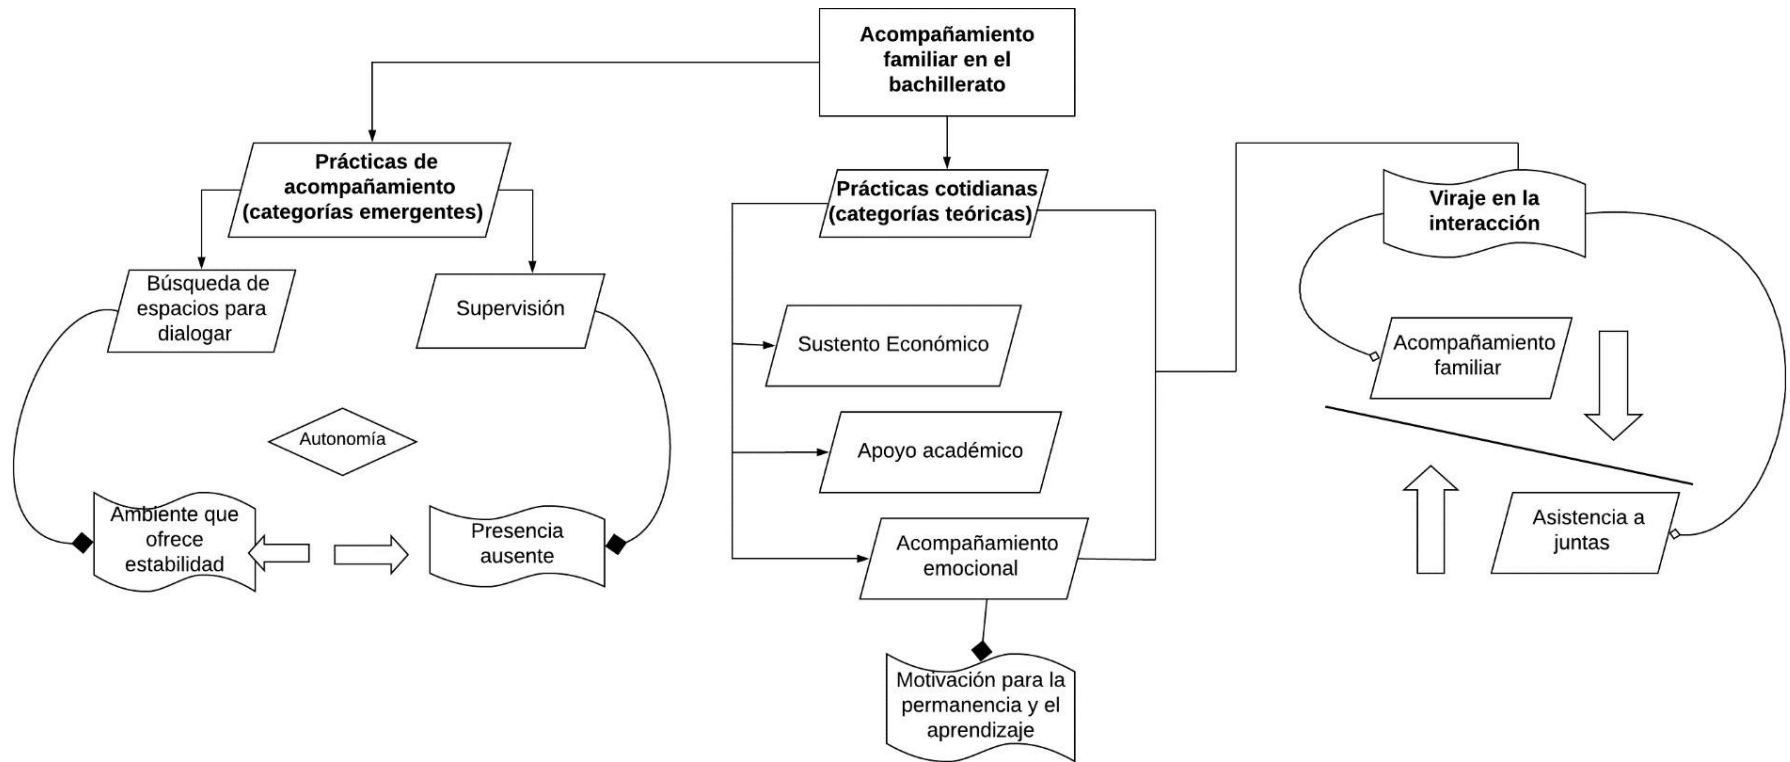 Acompañamiento
familiar en el
bachillerato
Prácticas de
acompañamiento
(categorías emergentes)
Búsqueda de
espacios para
dialogar
Supervisión
Autonomía
Ambiente que
ofrece
estabilidad
Presencia
ausente
Prácticas cotidianas
(categorías teóricas)
Sustento Económico
Apoyo académico
Acompañamiento
emocional
Motivación para la
permanencia y el
aprendizaje
Viraje en la
interacción
Acompañamiento
familiar
Asistencia a
juntas